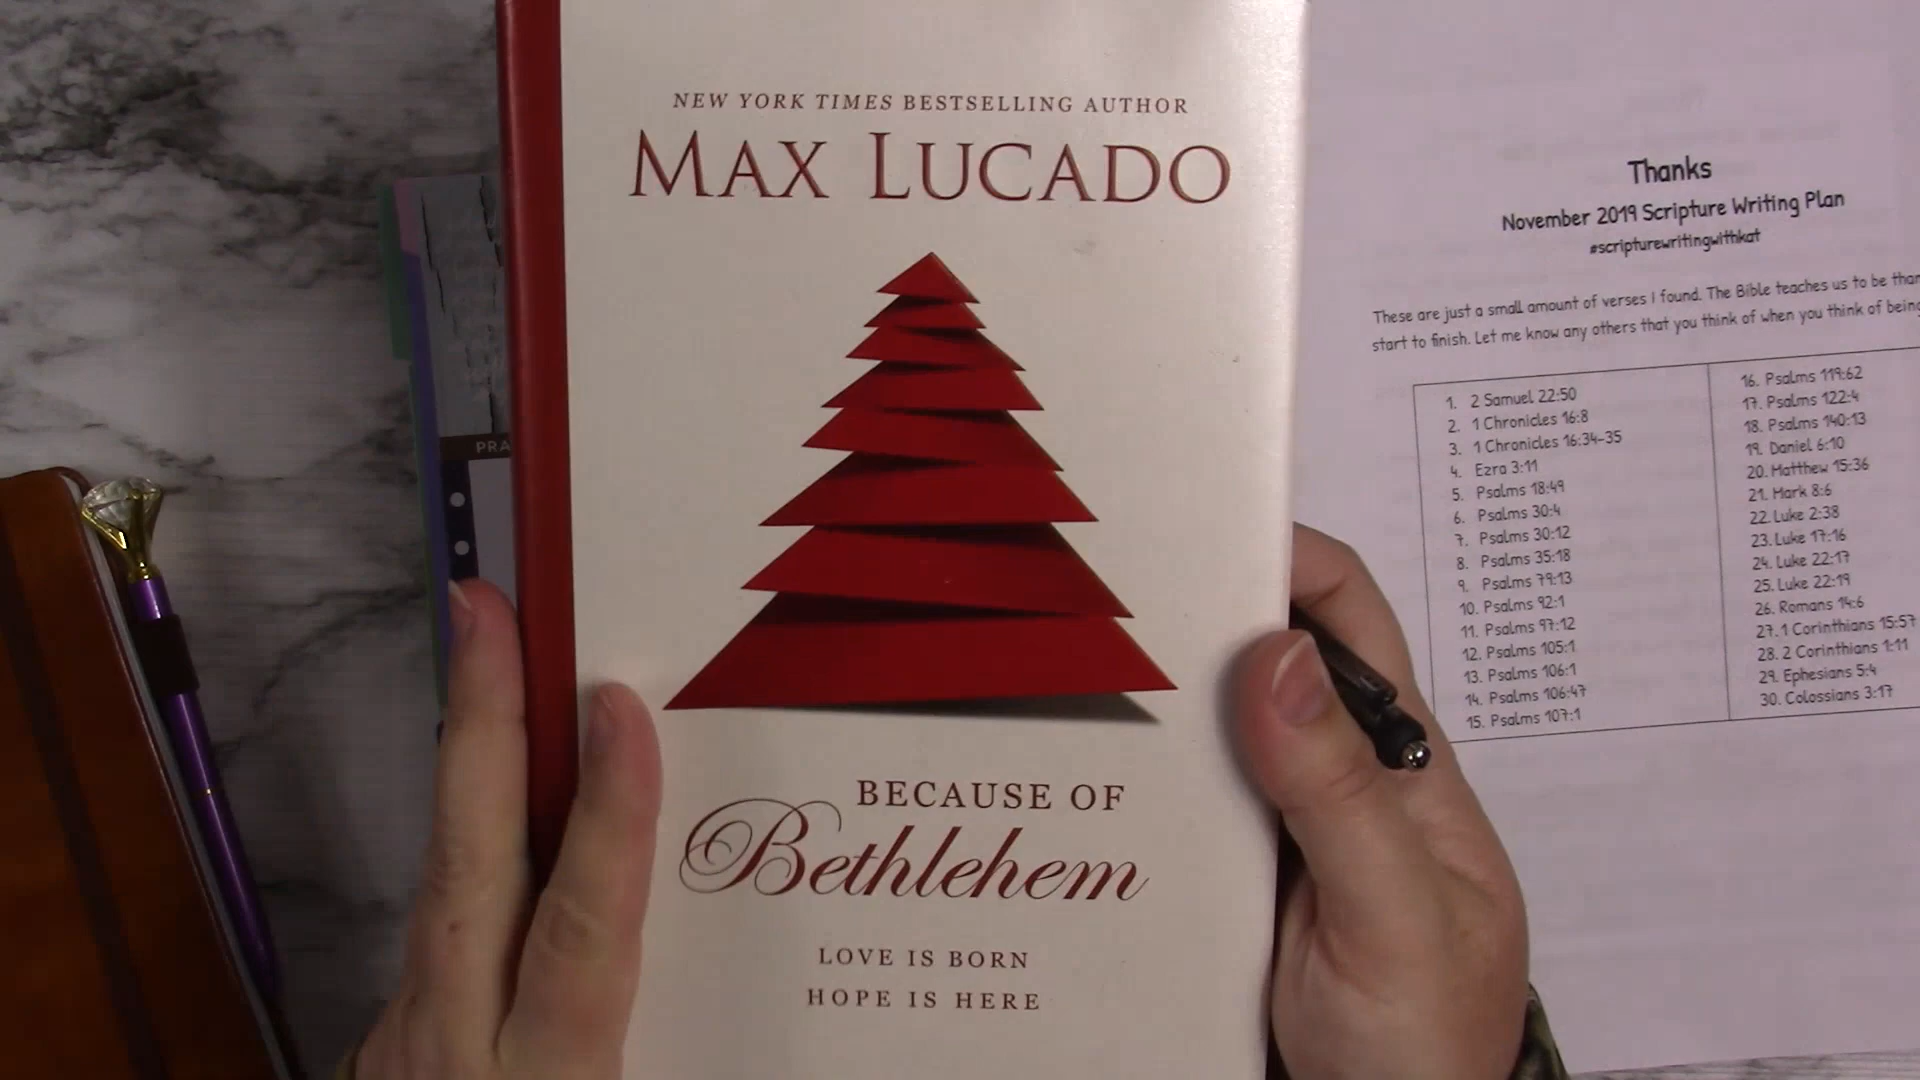 NEW YORK TIMES BESTSELLING AUTHOR
MAX LUCADO
BECAUSE OF
Bethlehem
LOVE IS BORN
HOPE IS HERE
PRA
Thanks
November 2019 Scripture Writing Plan
#scripturewritingwithkat
These are just a small amount of verses I found. The Bible teaches us to be than
start to finish. Let me know any others that you think of when you think of being
1. 2 Samuel 22:50
2. 1 Chronicles 16:8
3. 1 Chronicles 16:34-35
4. Ezra 3:11
5. Psalms 18:49
6. Psalms 30:4
7. Psalms 30:12
8. Psalms 35:18
9. Psalms 79:13
10. Psalms 92:1
11. Psalms 97:12
12. Psalms 105:1
13. Psalms 106:1
14. Psalms 106:47
15. Psalms 107:1
16. Psalms 119:62
17. Psalms 122:4
18. Psalms 140:13
19. Daniel 6:10
20. Matthew 15:36
21. Mark 8:6
22. Luke 2:38
23. Luke 17:16
24. Luke 22:17
25. Luke 22:19
26. Romans 14:6
27. 1 Corinthians 15:57
28. 2 Corinthians 1:11
29. Ephesians 5:4
30. Colossians 3:17